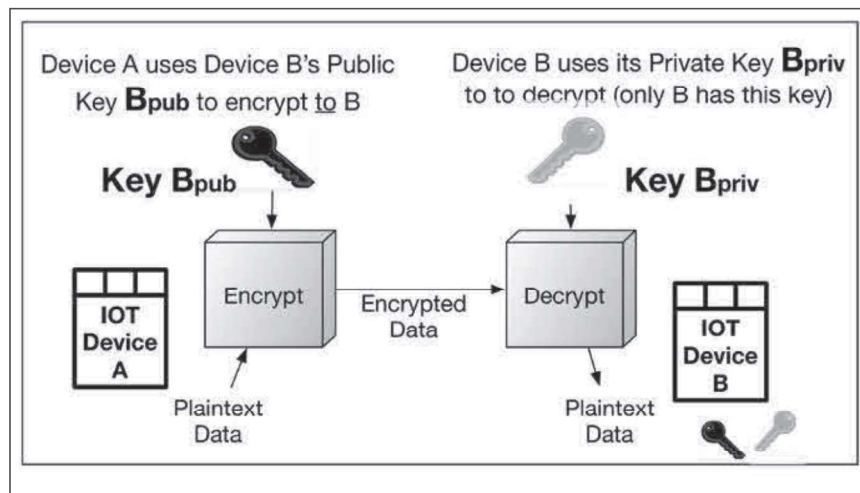 Device A uses Device B's Public
Key Bpub to encrypt to B
Device B uses its Private Key Bpriv
to to decrypt (only B has this key)
Key Bpub
Key Bpriv
Encrypt
Encrypted
Data
Decrypt
IOT
Device
A
IOT
Device
B
Plaintext
Data
Plaintext
Data